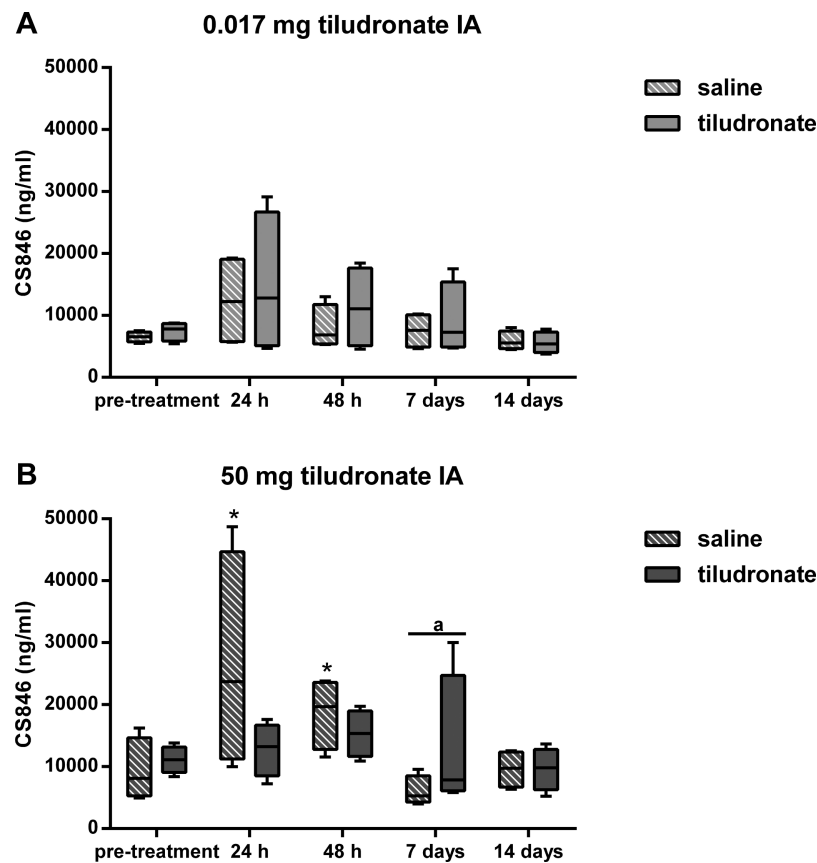 A
0.017 mg tiludronate IA
50000
40000
30000
20000
10000
0
CS846 (ng/ml)
saline
tiludronate
pre-treatment 24 h 48 h 7 days 14 days
B
50 mg tiludronate IA
50000
40000
30000
20000
10000
0
CS846 (ng/ml)
*
*
a
saline
tiludronate
pre-treatment 24 h 48 h 7 days 14 days